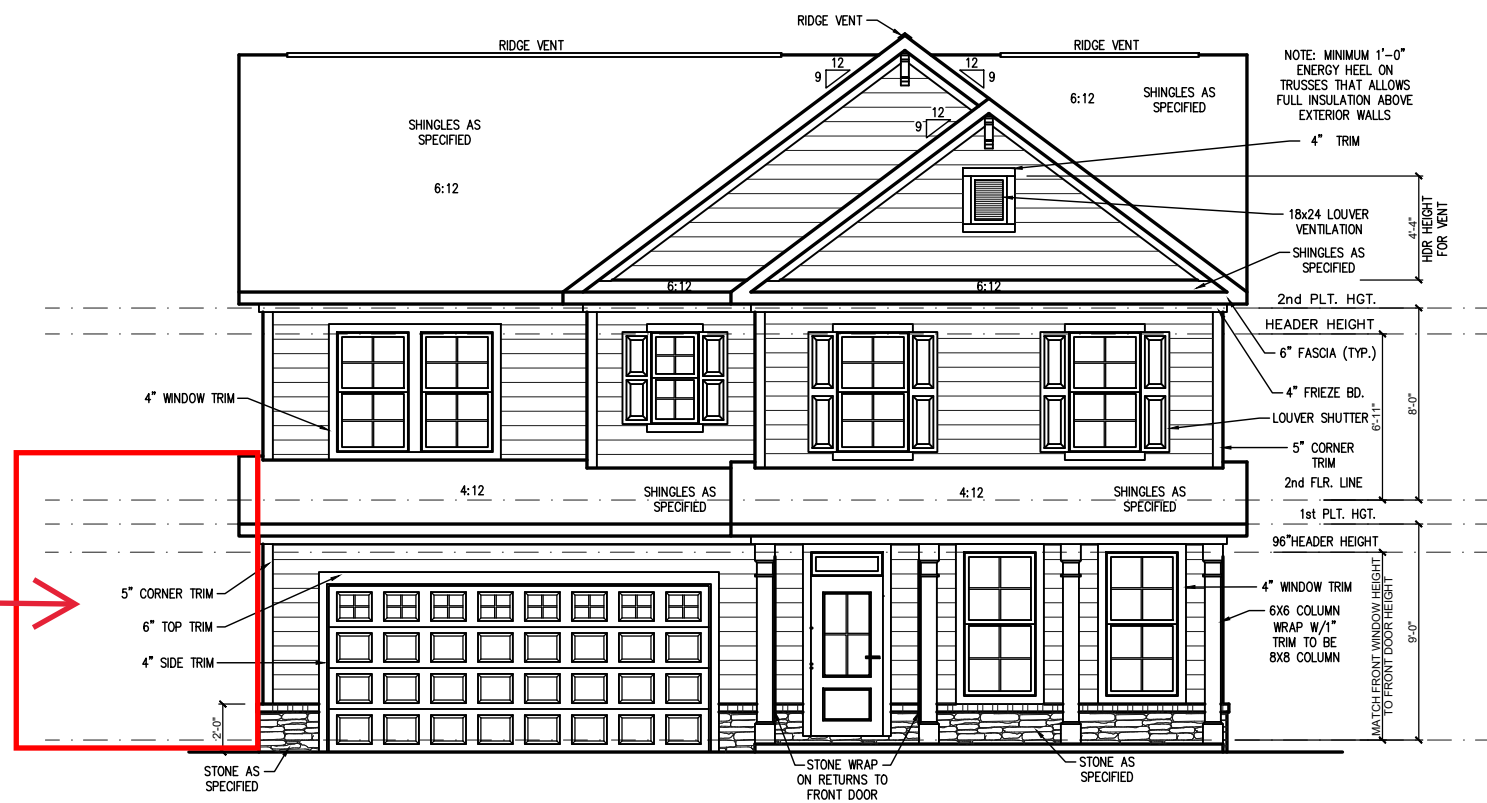 RIDGE VENT
RIDGE VENT
RIDGE VENT
12
9
12
9
NOTE: MINIMUM 1'-0"
ENERGY HEEL ON
TRUSSES THAT ALLOWS
FULL INSULATION ABOVE
EXTERIOR WALLS
SHINGLES AS
SPECIFIED
6:12
6:12
SHINGLES AS
SPECIFIED
12
9
4" TRIM
18x24 LOUVER
VENTILATION
4'-4"
HDR HEIGHT
FOR VENT
SHINGLES AS
SPECIFIED
6:12
6:12
2nd PLT. HGT.
HEADER HEIGHT
6" FASCIA (TYP.)
4" FRIEZE BD.
4" WINDOW TRIM
LOUVER SHUTTER
6'-11"
8'-0"
5" CORNER
TRIM
2nd FLR. LINE
4:12
SHINGLES AS
SPECIFIED
4:12
SHINGLES AS
SPECIFIED
1st PLT. HGT.
96"HEADER HEIGHT
5" CORNER TRIM
6" TOP TRIM
4" SIDE TRIM
4" WINDOW TRIM
6X6 COLUMN
WRAP W/1"
TRIM TO BE
8X8 COLUMN
MATCH FRONT WINDOW HEIGHT
TO FRONT DOOR HEIGHT
9'-0"
2'-0"
STONE AS
SPECIFIED
STONE WRAP
ON RETURNS TO
FRONT DOOR
STONE AS
SPECIFIED